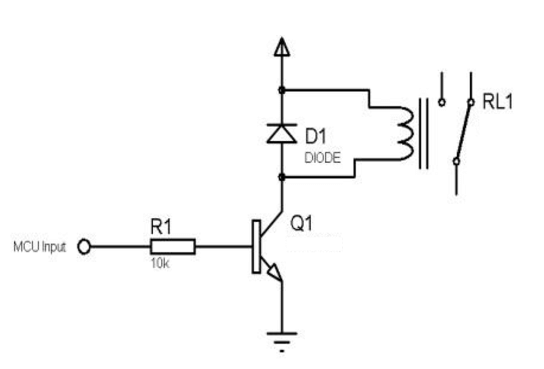 RL1
D1
DIODE
Q1
R1
MCU Input
10k